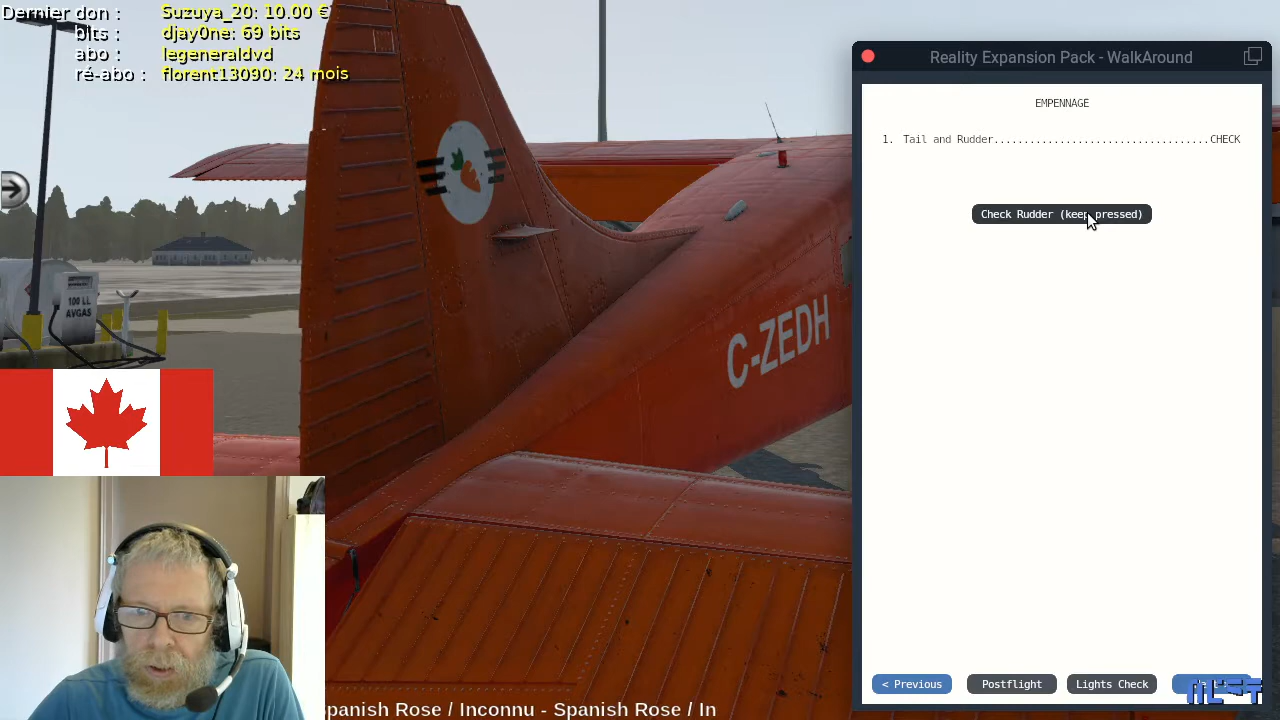 Dernier don : Suzuya_20: 10.00 €
bits : djay0ne: 69 bits
abo : legeneraldvd
ré-abo : florent13090: 24 mois
Reality Expansion Pack - WalkAround
EMPENNAGE
1. Tail and Rudder....................................CHECK
Check Rudder (keep pressed)
100 LL
AVGAS
C-ZEDH
< Previous
Postflight
Lights Check
panish Rose / Inconnu - Spanish Rose / In